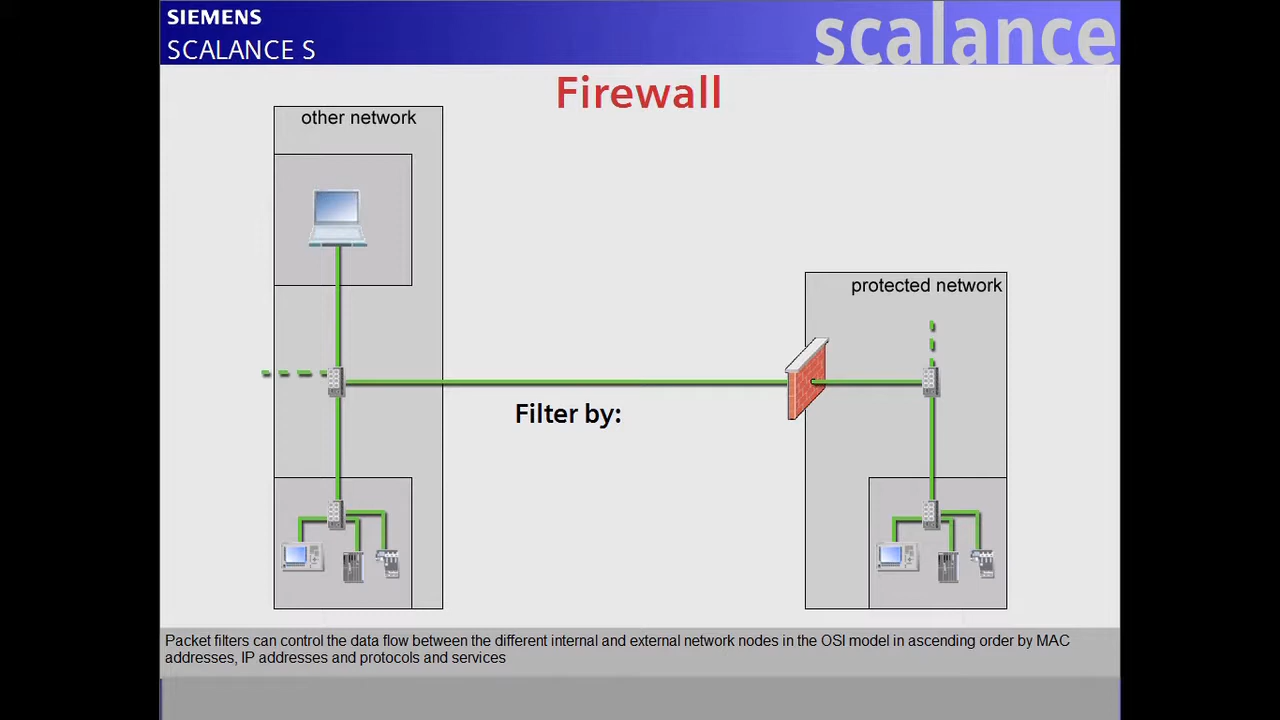 SIEMENS
SCALANCE S
scalance
Firewall
other network
protected network
Filter by:
Packet filters can control the data flow between the different internal and external network nodes in the OSI model in ascending order by MAC
addresses, IP addresses and protocols and services